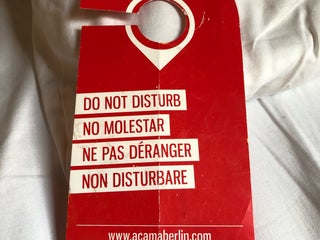 DO NOT DISTURB
NO MOLESTAR
NE PAS DÉRANGER
NON DISTURBARE
www.acamaberlin.com